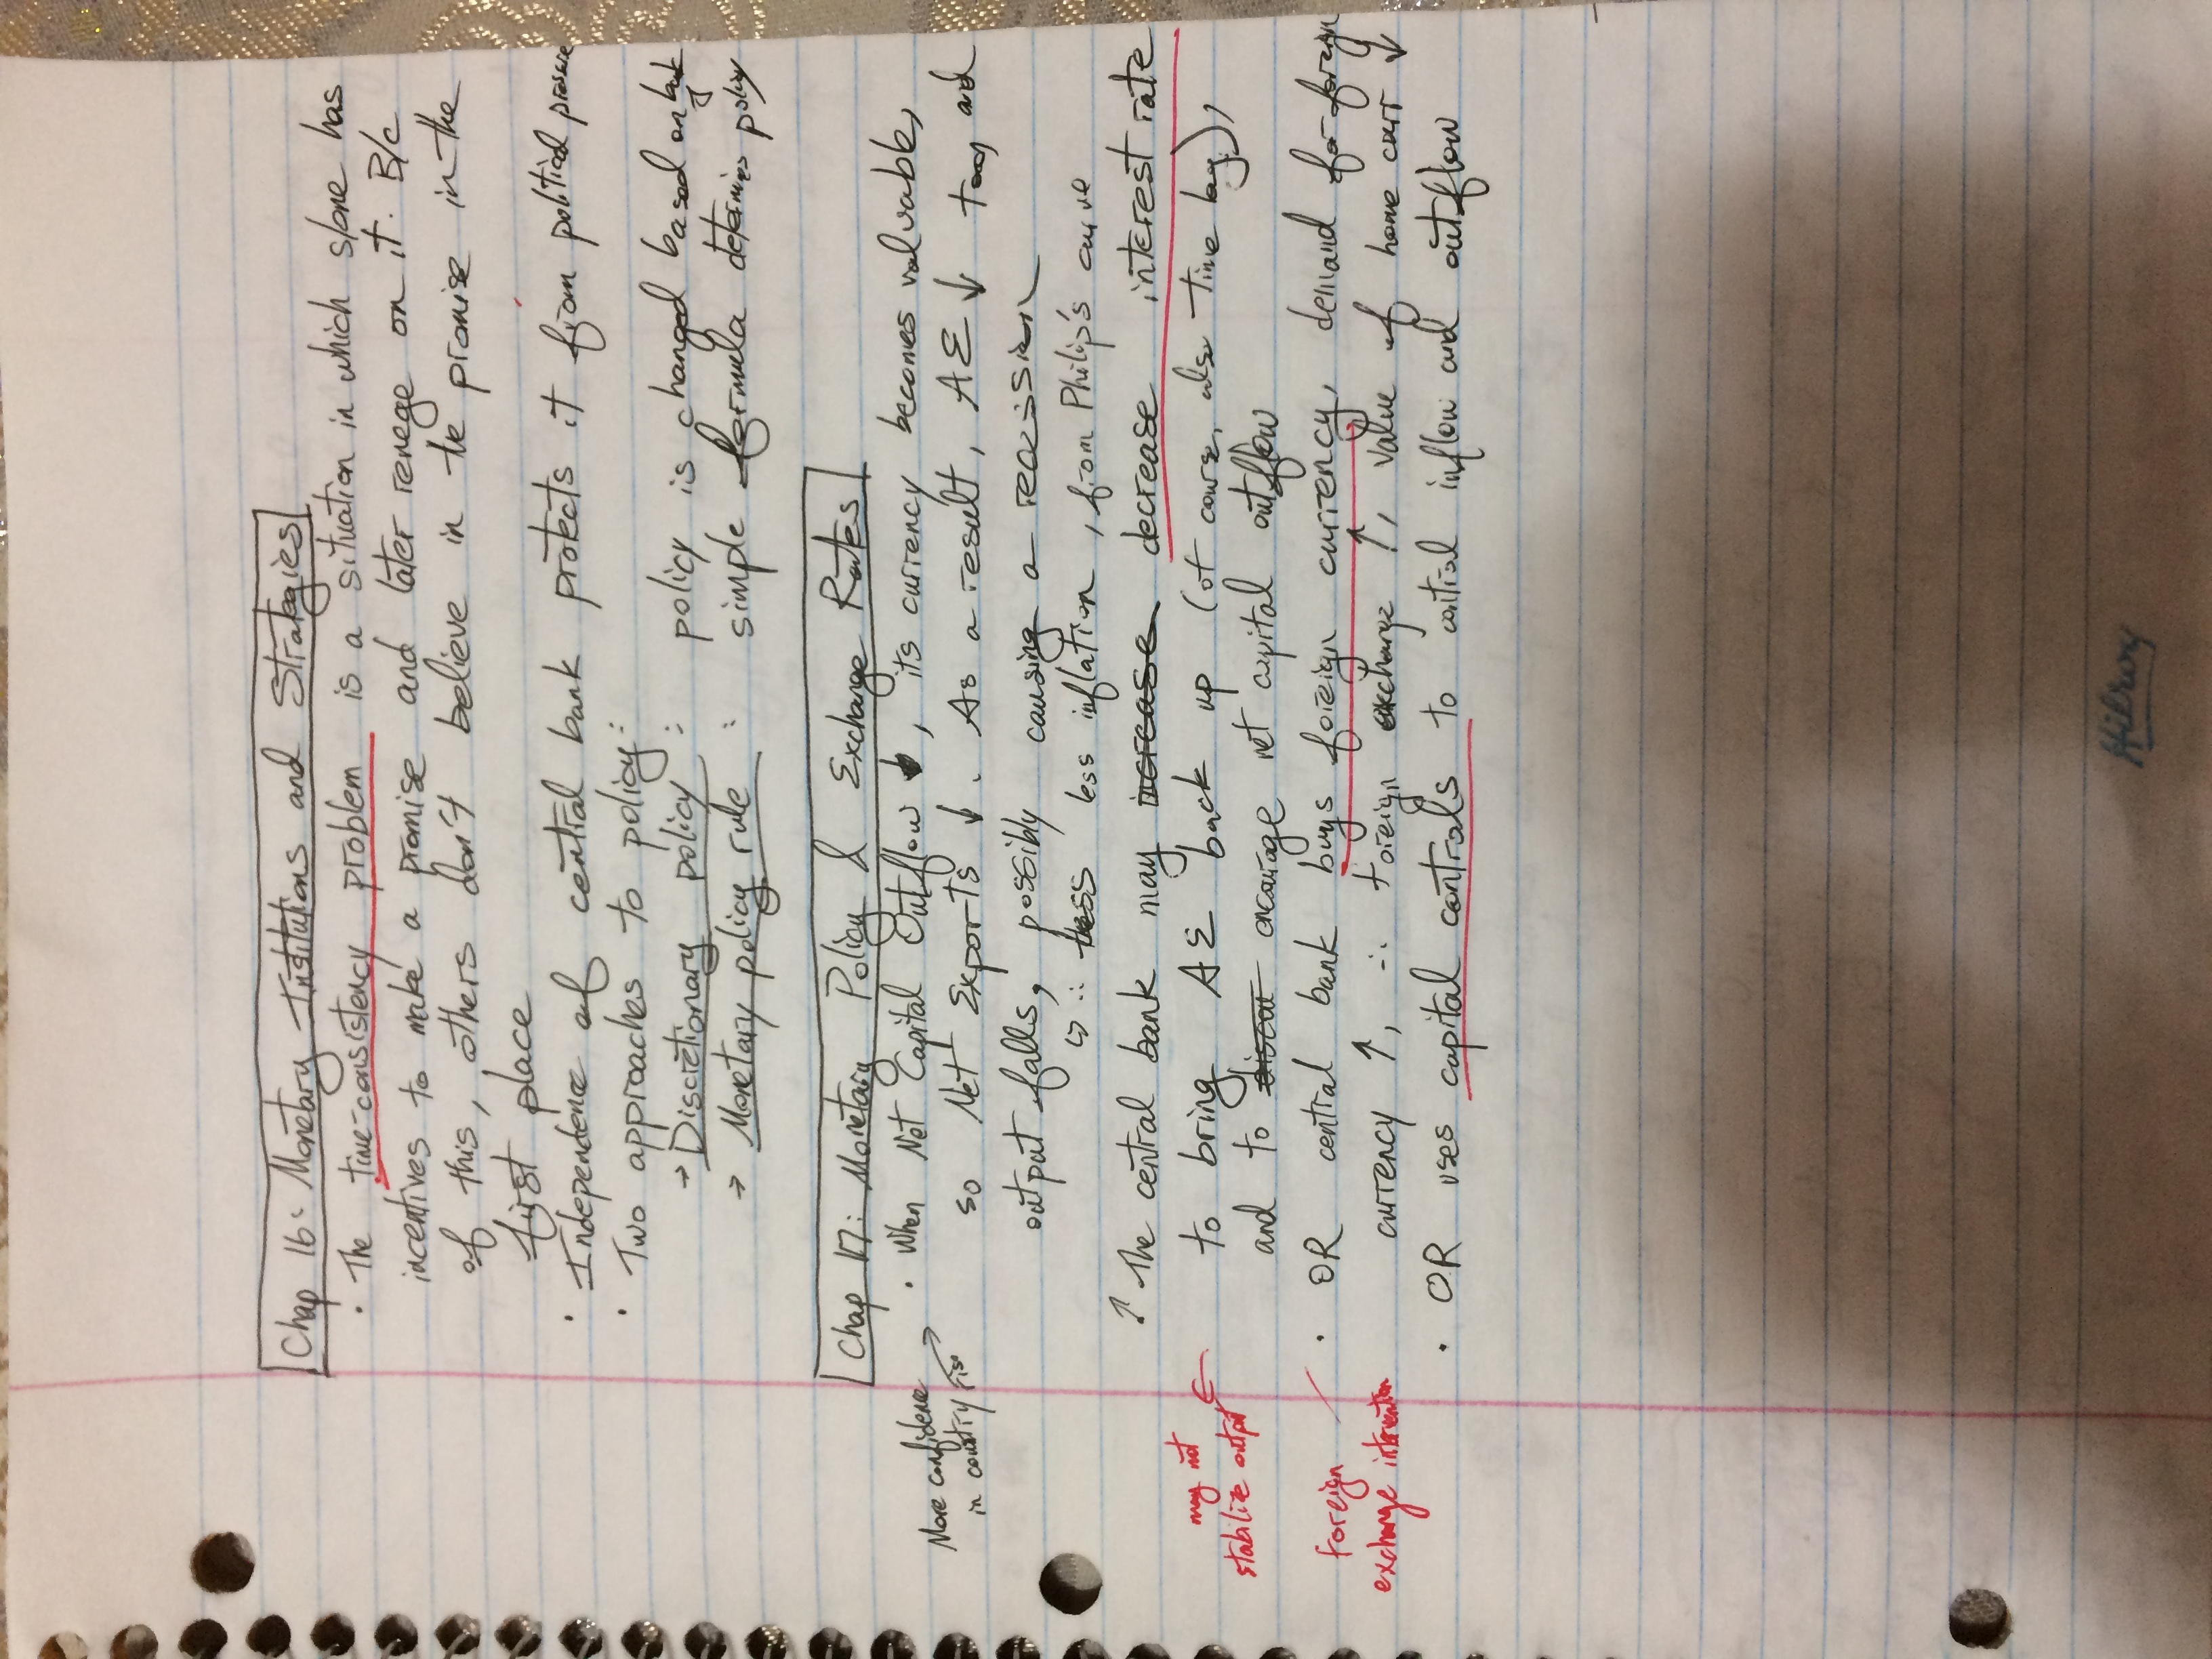 Chap 16: Monetary Institutions and Strategies
• The time-consistency problem is a situation in which s/one has
incentives to make a promise and later renege on it. B/c
of this, others don't believe in the promise in the
first place
• Independence of central bank protects it from political pressure
• Two approaches to policy:
→ Discretionary policy : policy is changed based on
→ Monetary policy rule : simple formula determines policy
Chap 17: Monetary Policy & Exchange Rates
More confidence
in country rise
• When Net Capital Outflow ↓, its currency becomes valuable,
so Net Exports ↓. As a result, AE ↓ too, and
output falls, possibly causing a recession
↳ ∴ less less inflation, from Philip's curve
↑ The central bank may increase decrease interest rate
may not
stabilize output
to bring AE back up (of course, also Time lag),
and to discou encourage net capital outflow
Foreign
exchange intervention
• OR central bank buys foreign currency, demand for foreign
currency ↑, ∴ foreign exchange ↑, value of home curr ↓
• OR uses capital controls to control inflow and outflow
Hilroy